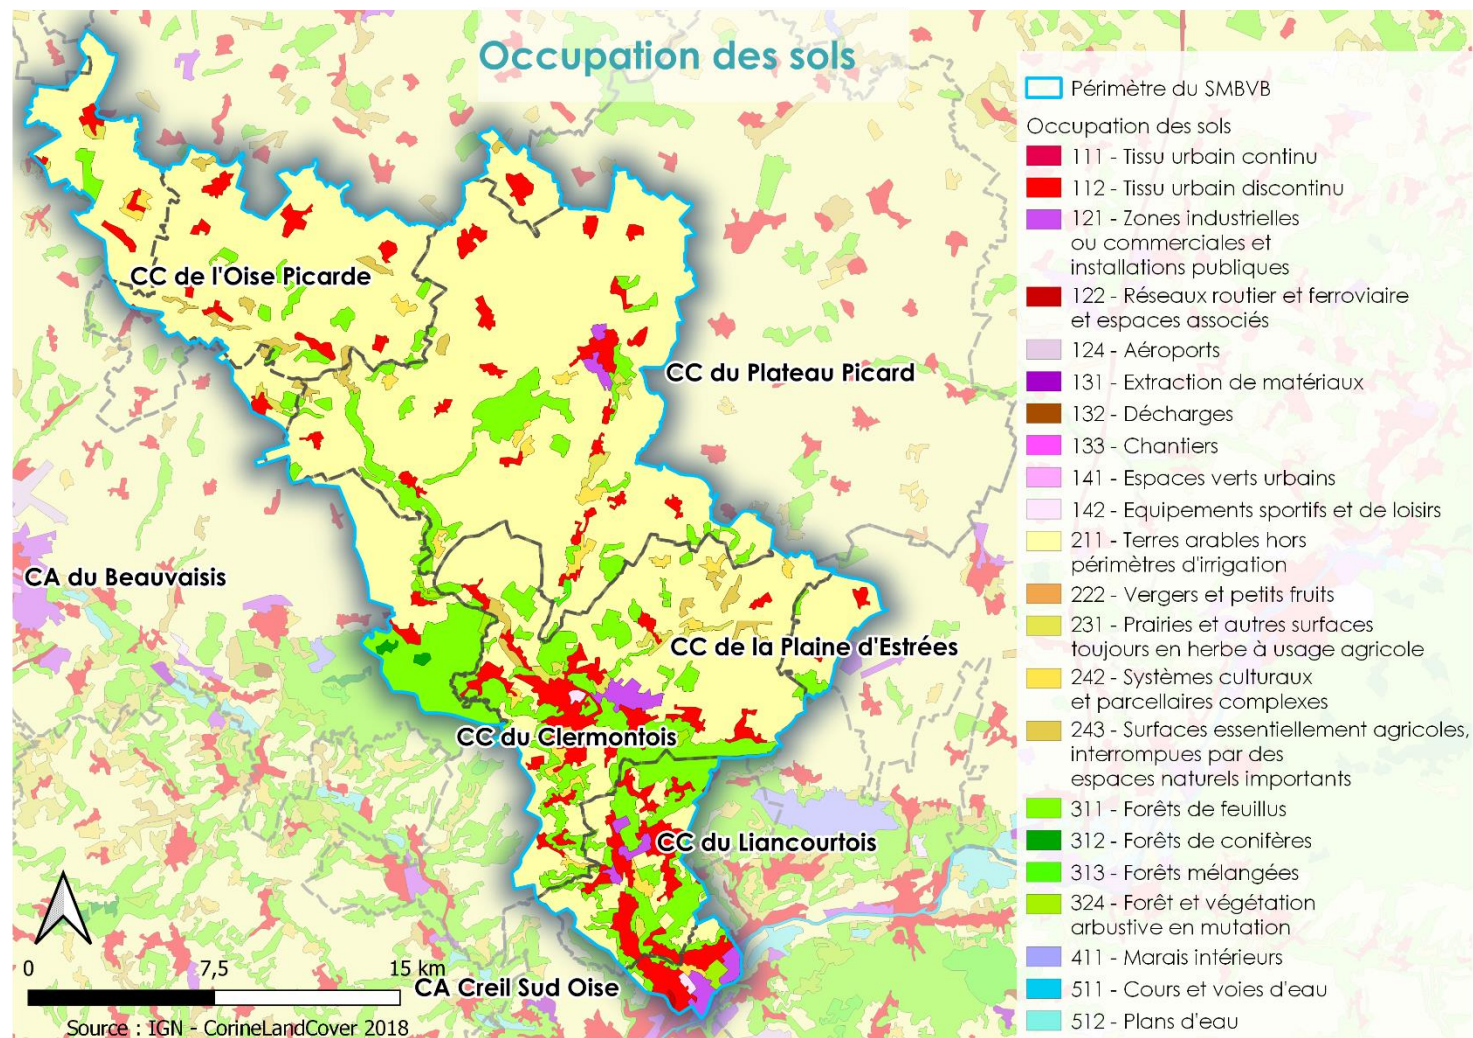 Occupation des sols
CC de l'Oise Picarde
CC du Plateau Picard
CA du Beauvaisis
CC de la Plaine d'Estrées
CC du Clermontois
CC du Liancourtois
CA Creil Sud Oise
0 7,5 15 km
Source : IGN - CorineLandCover 2018
Périmètre du SMBVB
Occupation des sols
111 - Tissu urbain continu
112 - Tissu urbain discontinu
121 - Zones industrielles
ou commerciales et
installations publiques
122 - Réseaux routier et ferroviaire
et espaces associés
124 - Aéroports
131 - Extraction de matériaux
132 - Décharges
133 - Chantiers
141 - Espaces verts urbains
142 - Equipements sportifs et de loisirs
211 - Terres arables hors
périmètres d'irrigation
222 - Vergers et petits fruits
231 - Prairies et autres surfaces
toujours en herbe à usage agricole
242 - Systèmes culturaux
et parcellaires complexes
243 - Surfaces essentiellement agricoles,
interrompues par des
espaces naturels importants
311 - Forêts de feuillus
312 - Forêts de conifères
313 - Forêts mélangées
324 - Forêt et végétation
arbustive en mutation
411 - Marais intérieurs
511 - Cours et voies d'eau
512 - Plans d'eau